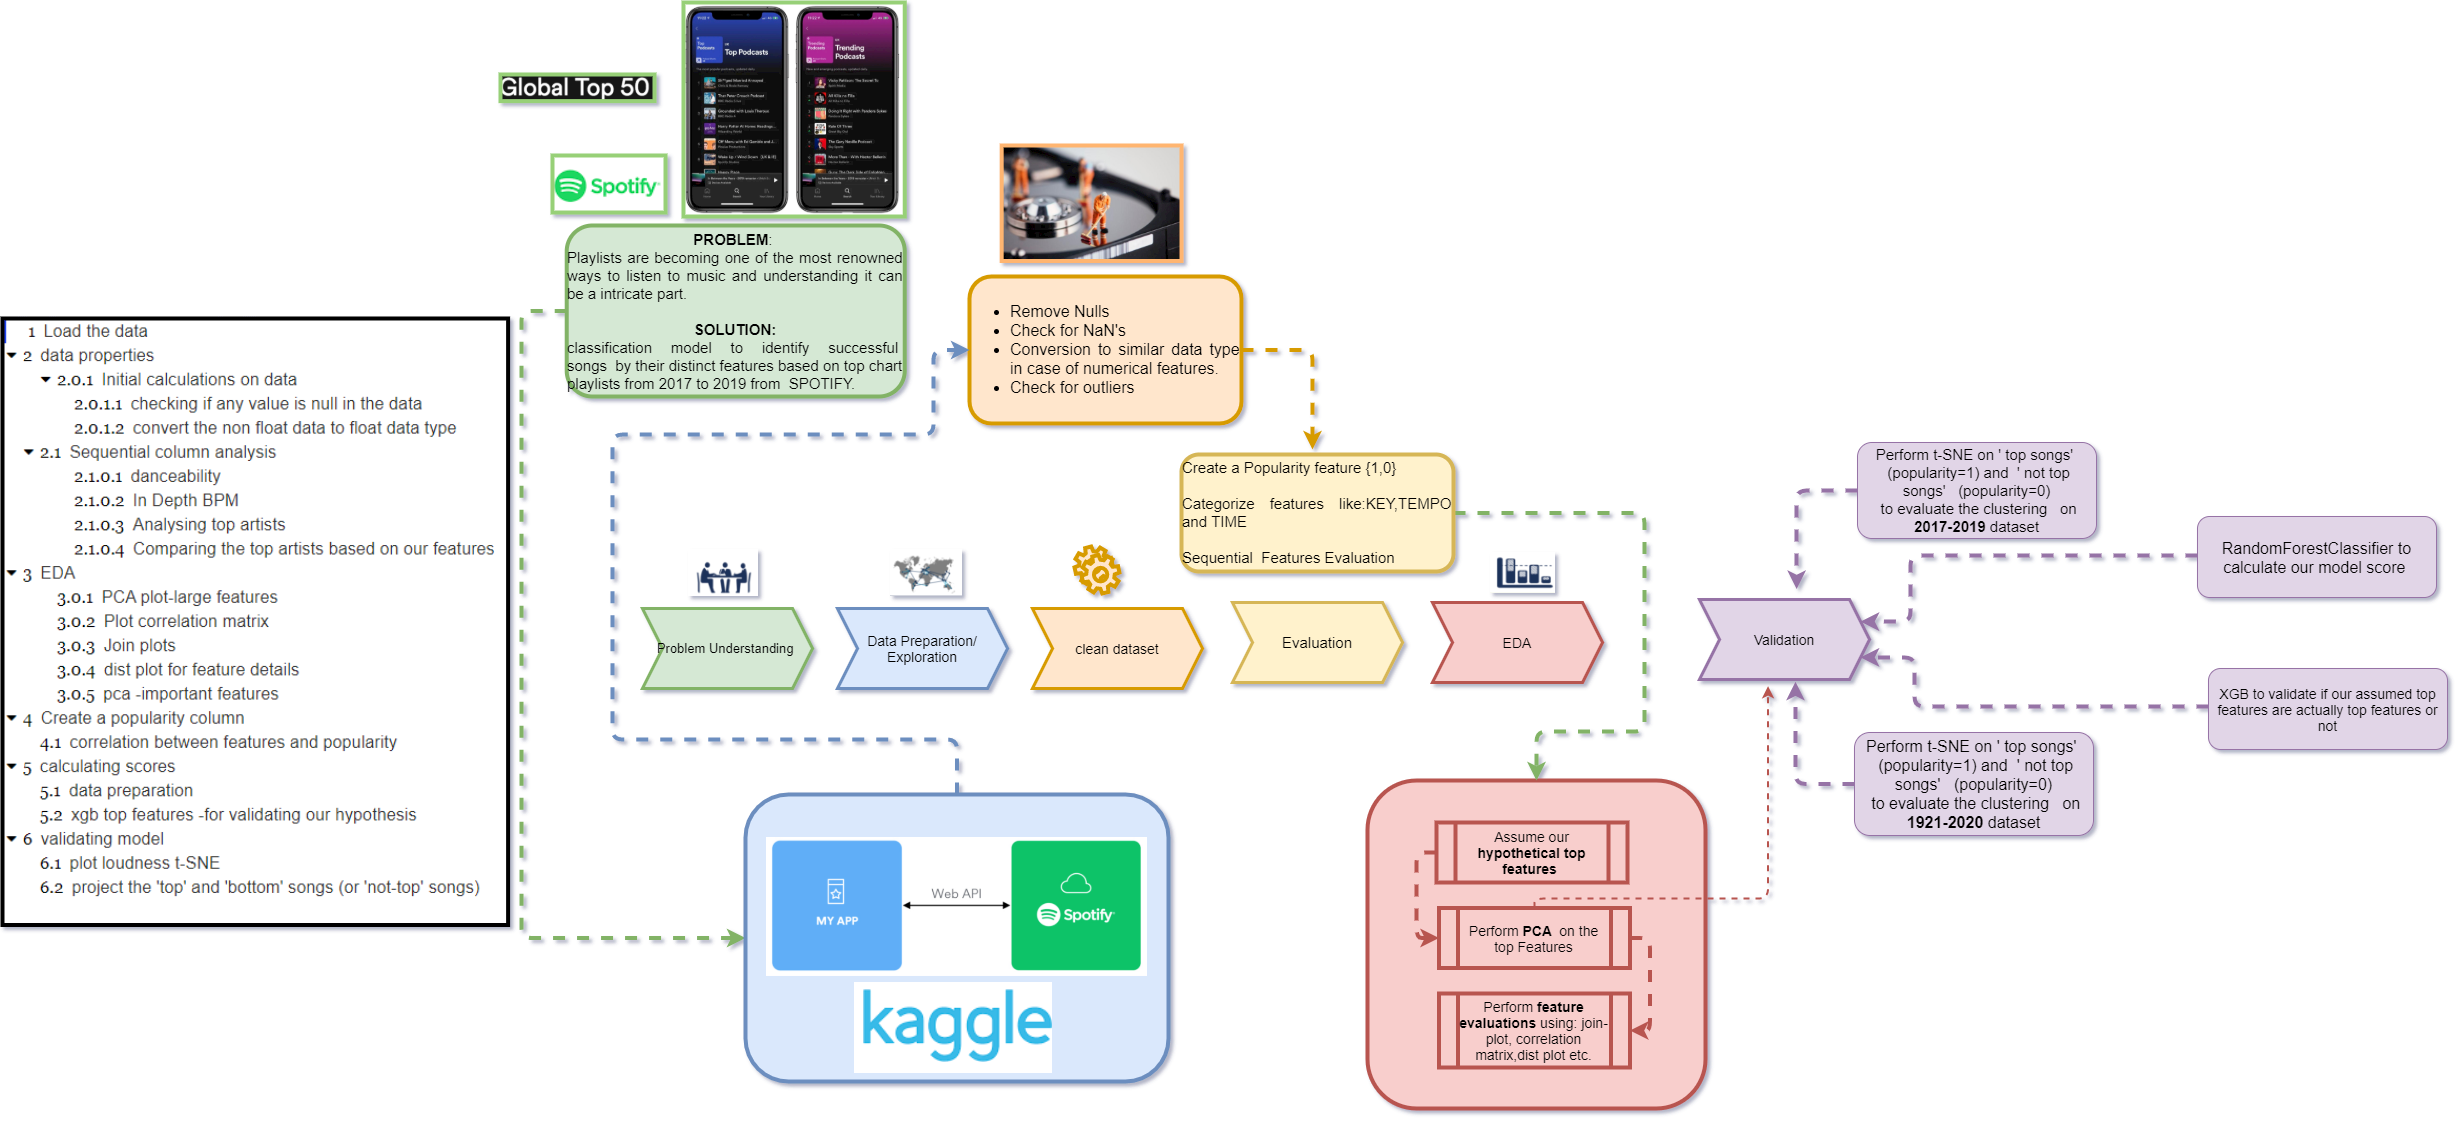 Global Top 50
Spotify
Top Podcasts
Trending
Podcasts
PROBLEM:
Playlists are becoming one of the most renowned
ways to listen to music and understanding it can
be a intricate part.
SOLUTION:
classification model to identify successful
songs by their distinct features based on top chart
playlists from 2017 to 2019 from SPOTIFY.
1 Load the data
2 data properties
2.0.1 Initial calculations on data
2.0.1.1 checking if any value is null in the data
2.0.1.2 convert the non float data to float data type
2.1 Sequential column analysis
2.1.0.1 danceability
2.1.0.2 In Depth BPM
2.1.0.3 Analysing top artists
2.1.0.4 Comparing the top artists based on our features
3 EDA
3.0.1 PCA plot-large features
3.0.2 Plot correlation matrix
3.0.3 Join plots
3.0.4 dist plot for feature details
3.0.5 pca -important features
4 Create a popularity column
4.1 correlation between features and popularity
5 calculating scores
5.1 data preparation
5.2 xgb top features -for validating our hypothesis
6 validating model
6.1 plot loudness t-SNE
6.2 project the 'top' and 'bottom' songs (or 'not-top' songs)
Remove Nulls
Check for NaN's
Conversion to similar data type
in case of numerical features.
Check for outliers
Create a Popularity feature {1,0}
Categorize features like:KEY,TEMPO
and TIME
Sequential Features Evaluation
Problem Understanding
Data Preparation/
Exploration
clean dataset
Evaluation
EDA
Validation
Perform t-SNE on ' top songs'
(popularity=1) and ' not top
songs' (popularity=0)
to evaluate the clustering on
2017-2019 dataset
RandomForestClassifier to
calculate our model score
XGB to validate if our assumed top
features are actually top features or
not
Perform t-SNE on ' top songs'
(popularity=1) and ' not top
songs' (popularity=0)
to evaluate the clustering on
1921-2020 dataset
MY APP
Web API
Spotify
kaggle
Assume our
hypothetical top
features
Perform PCA on the
top Features
Perform feature
evaluations using: join-
plot, correlation
matrix,dist plot etc.